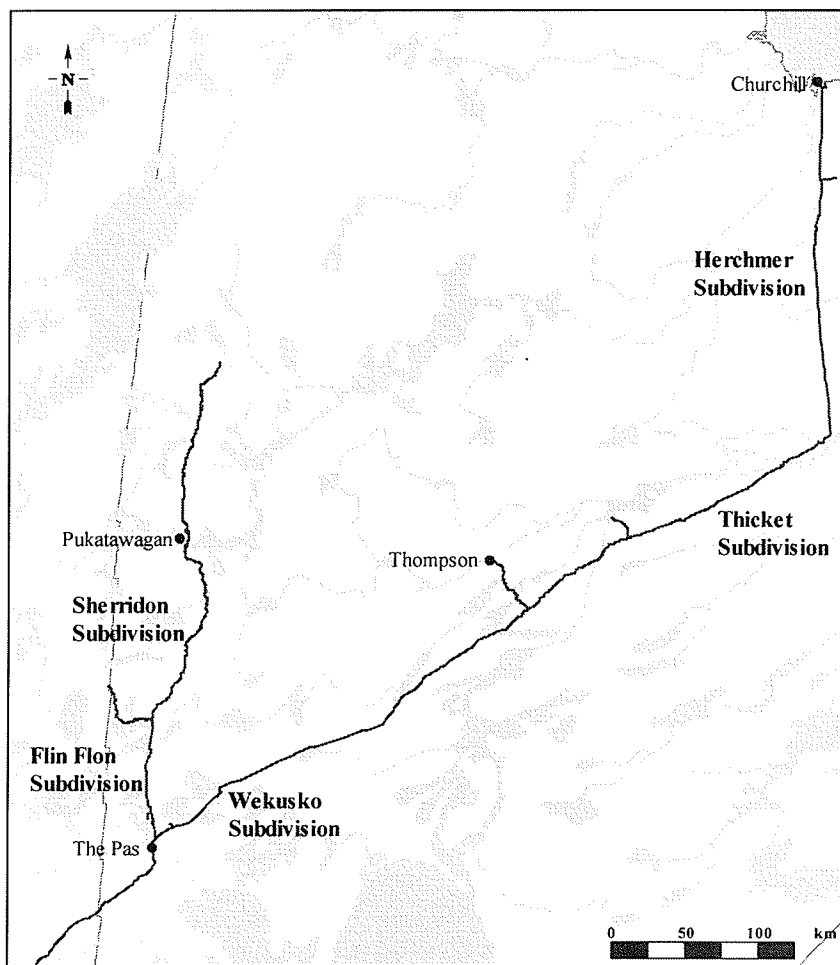 N
Churchill
Herchmer
Subdivision
Thicket
Subdivision
Pukatawagan
Thompson
Sherridon
Subdivision
Flin Flon
Subdivision
Wekusko
Subdivision
The Pas
0 50 100 km